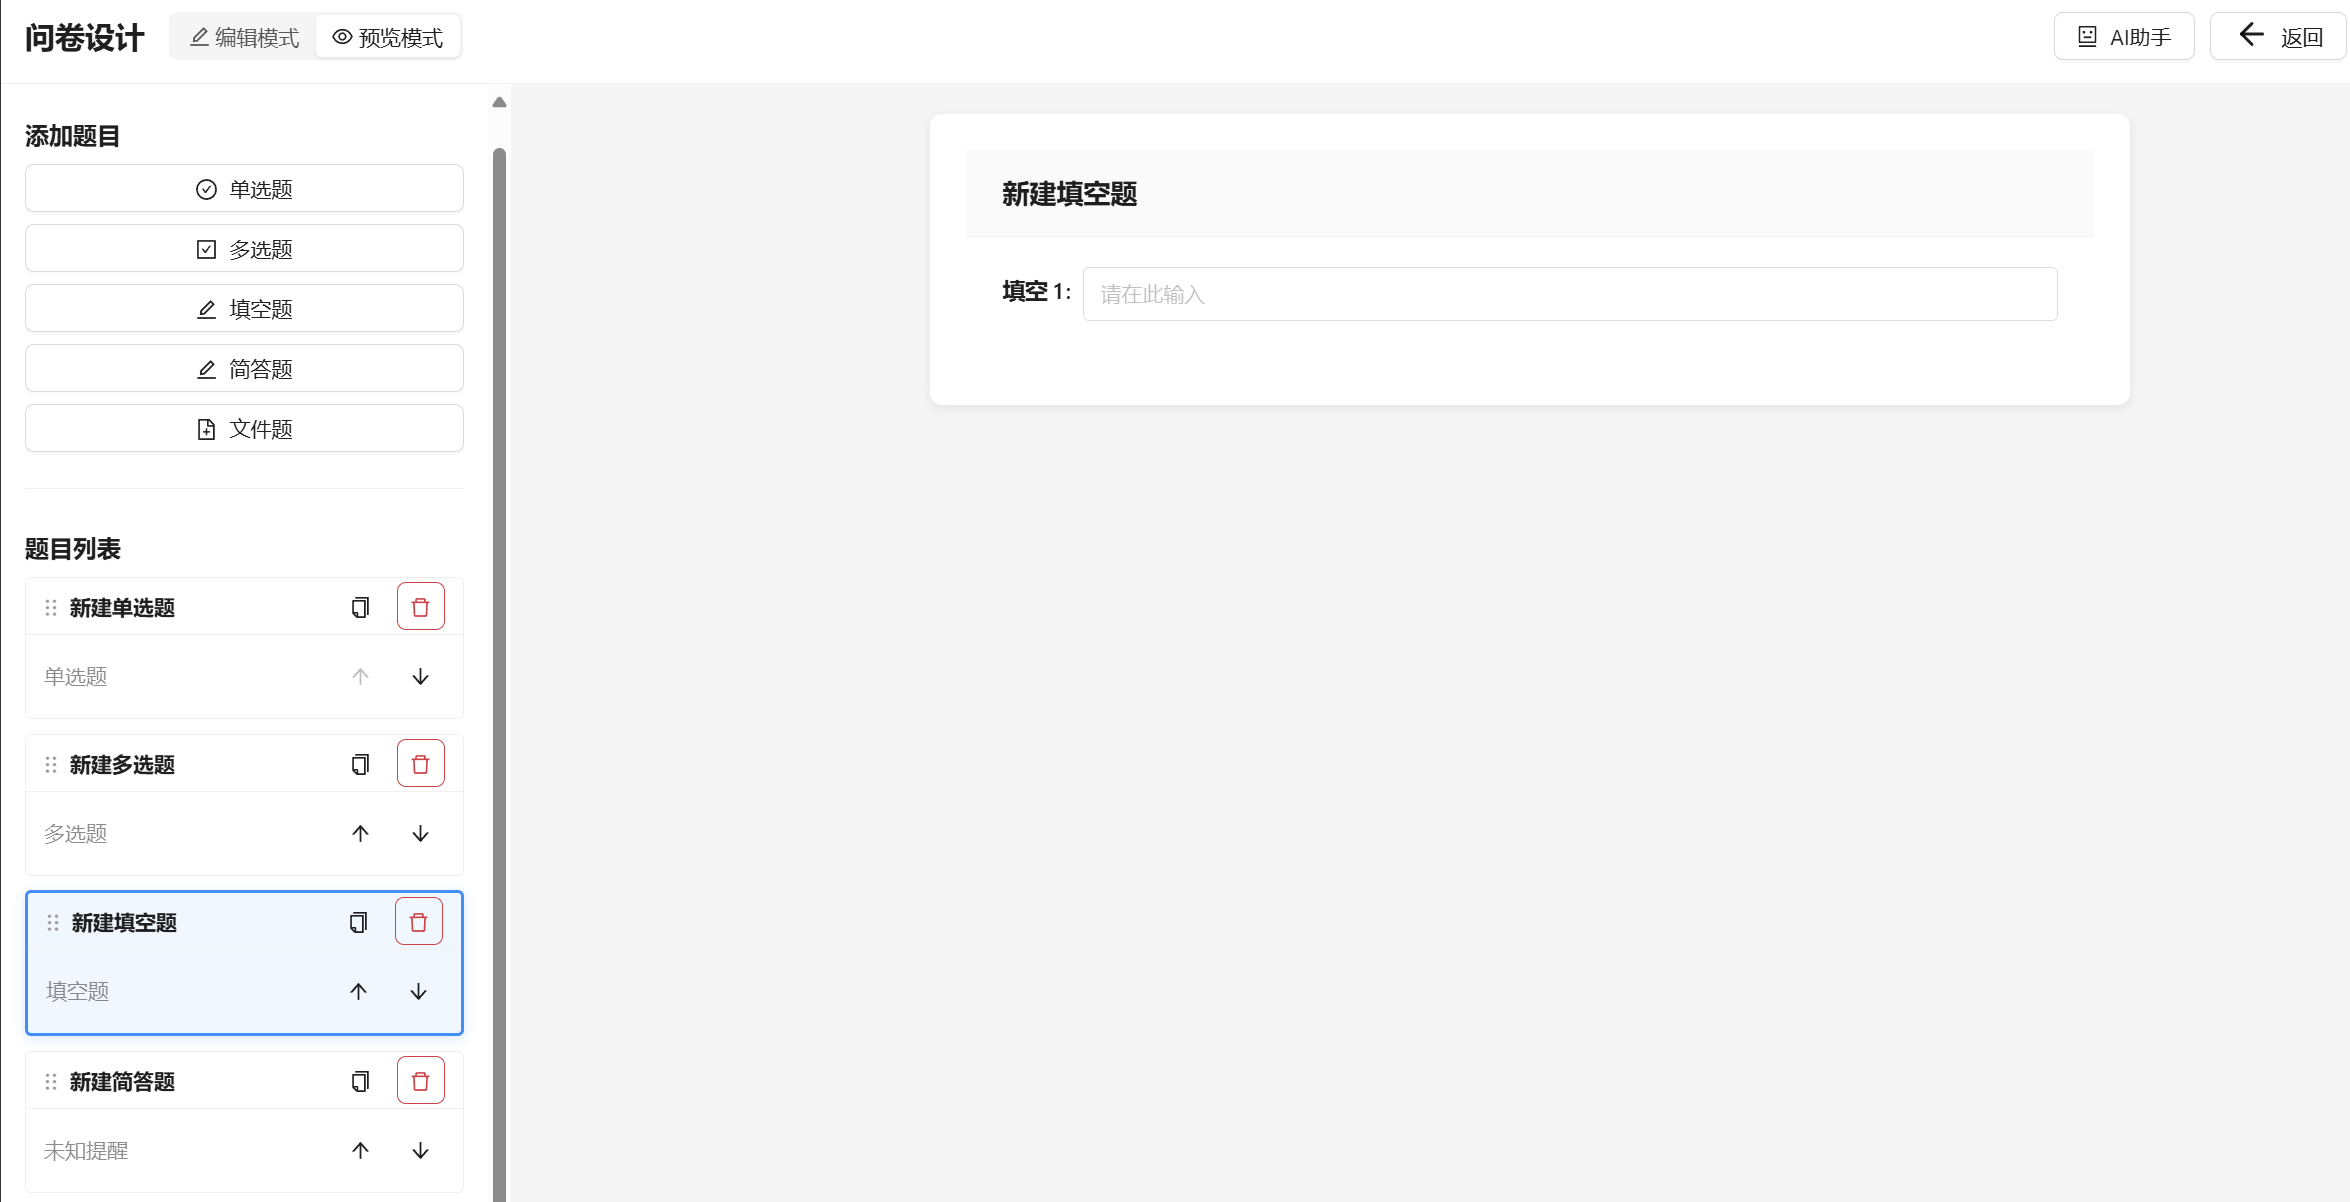 问卷设计 编辑模式 预览模式 AI助手 返回
添加题目
单选题
多选题
填空题
简答题
文件题
题目列表
新建单选题
单选题
新建多选题
多选题
新建填空题
填空题
新建简答题
未知提醒
新建填空题
填空 1:
请在此输入